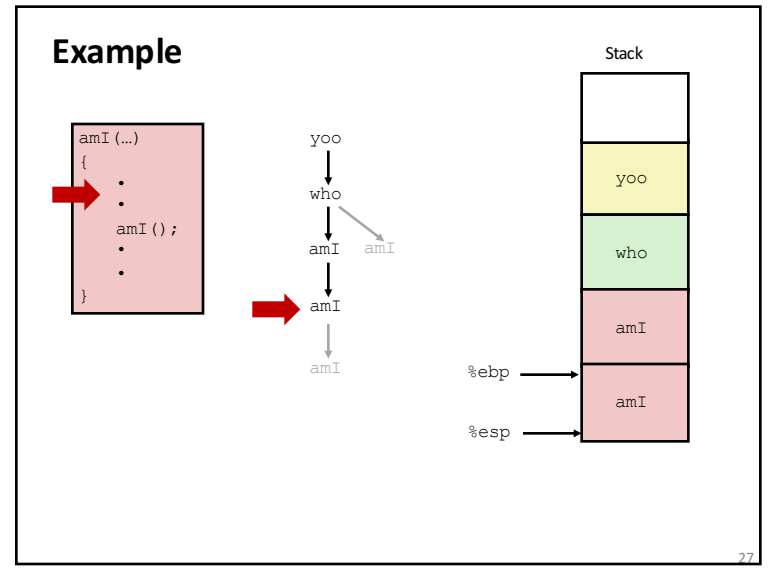 Example
Stack
amI(…)
{
•
•
amI();
•
•
}
yoo
who
amI amI
amI
amI
yoo
who
amI
amI
%ebp
%esp
27